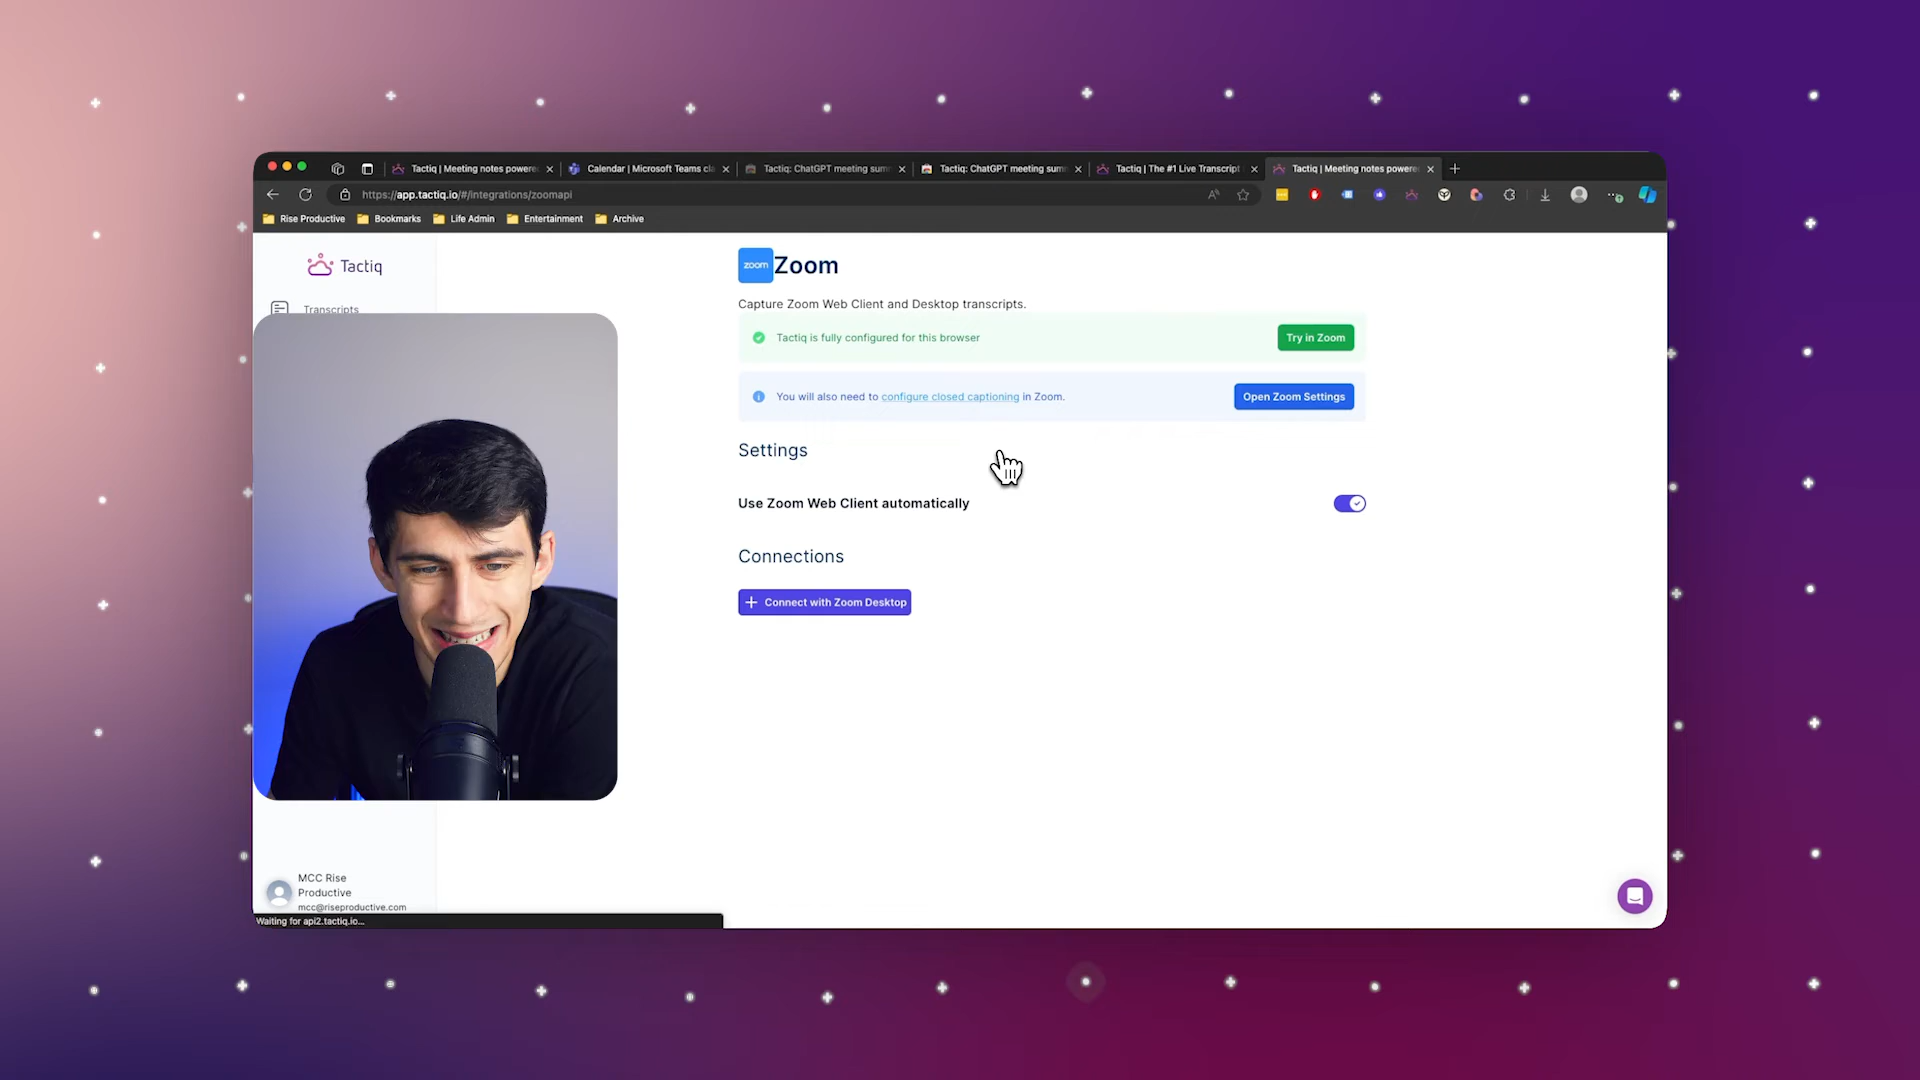 Tactiq | Meeting notes powere
Calendar | Microsoft Teams cla
Tactiq: ChatGPT meeting sum
Tactiq: ChatGPT meeting sum
Tactiq | The #1 Live Transcript
Tactiq | Meeting notes powere
https://app.tactiq.io/#/integrations/zoomapi
Rise Productive
Bookmarks
Life Admin
Entertainment
Archive
Tactiq
Transcripts
zoom
Zoom
Capture Zoom Web Client and Desktop transcripts.
Tactiq is fully configured for this browser
Try in Zoom
You will also need to configure closed captioning in Zoom.
Open Zoom Settings
Settings
Use Zoom Web Client automatically
Connections
+ Connect with Zoom Desktop
MCC Rise
Productive
mcc@riseproductive.com
Waiting for api2.tactiq.io...